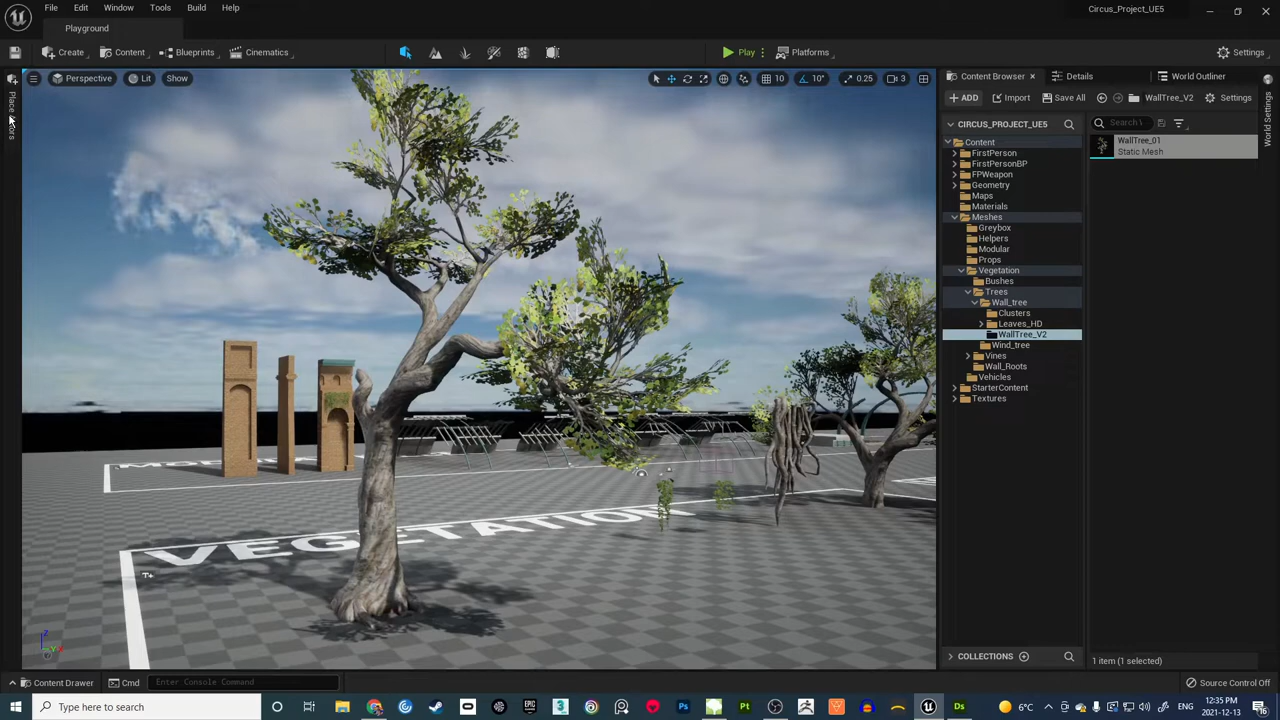 File Edit Window Tools Build Help
Circus_Project_UE5
Playground
Create Content Blueprints Cinematics Play Platforms Settings
Place Actors
Perspective Lit Show
10 10° 0.25 3
Content Browser Details World Outliner
ADD Import Save All WallTree_V2 Settings
World Settings
CIRCUS_PROJECT_UE5
Content
FirstPerson
FirstPersonBP
FPWeapon
Geometry
Maps
Materials
Meshes
Greybox
Helpers
Modular
Props
Vegetation
Bushes
Trees
Wall_tree
Clusters
Leaves_HD
WallTree_V2
Wind_tree
Vines
Wall_Roots
Vehicles
StarterContent
Textures
COLLECTIONS
WallTree_01
Static Mesh
1 item (1 selected)
VEGETATION
T+
Z
Content Drawer Cmd Enter Console Command Source Control Off
Type here to search
6°C
12:35 PM
2021-12-13